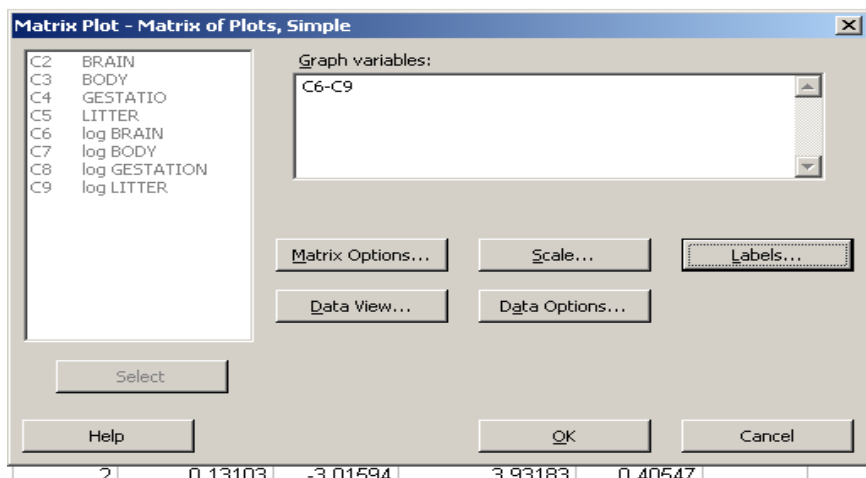 Matrix Plot - Matrix of Plots, Simple
C2 BRAIN
C3 BODY
C4 GESTATIO
C5 LITTER
C6 log BRAIN
C7 log BODY
C8 log GESTATION
C9 log LITTER
Graph variables:
C6-C9
Matrix Options... Scale... Labels...
Data View... Data Options...
Select
Help OK Cancel
2 0.13103 -3.01594 3.93183 0.40547